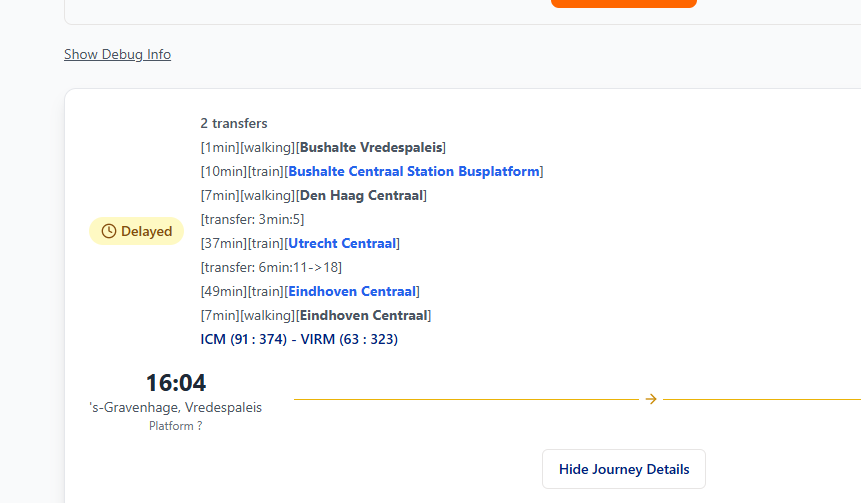 Show Debug Info
2 transfers
[1min][walking][Bushalte Vredespaleis]
[10min][train][Bushalte Centraal Station Busplatform]
[7min][walking][Den Haag Centraal]
[transfer: 3min:5]
[37min][train][Utrecht Centraal]
[transfer: 6min:11->18]
[49min][train][Eindhoven Centraal]
[7min][walking][Eindhoven Centraal]
ICM (91 : 374) - VIRM (63 : 323)
Delayed
16:04
's-Gravenhage, Vredespaleis
Platform ?
Hide Journey Details